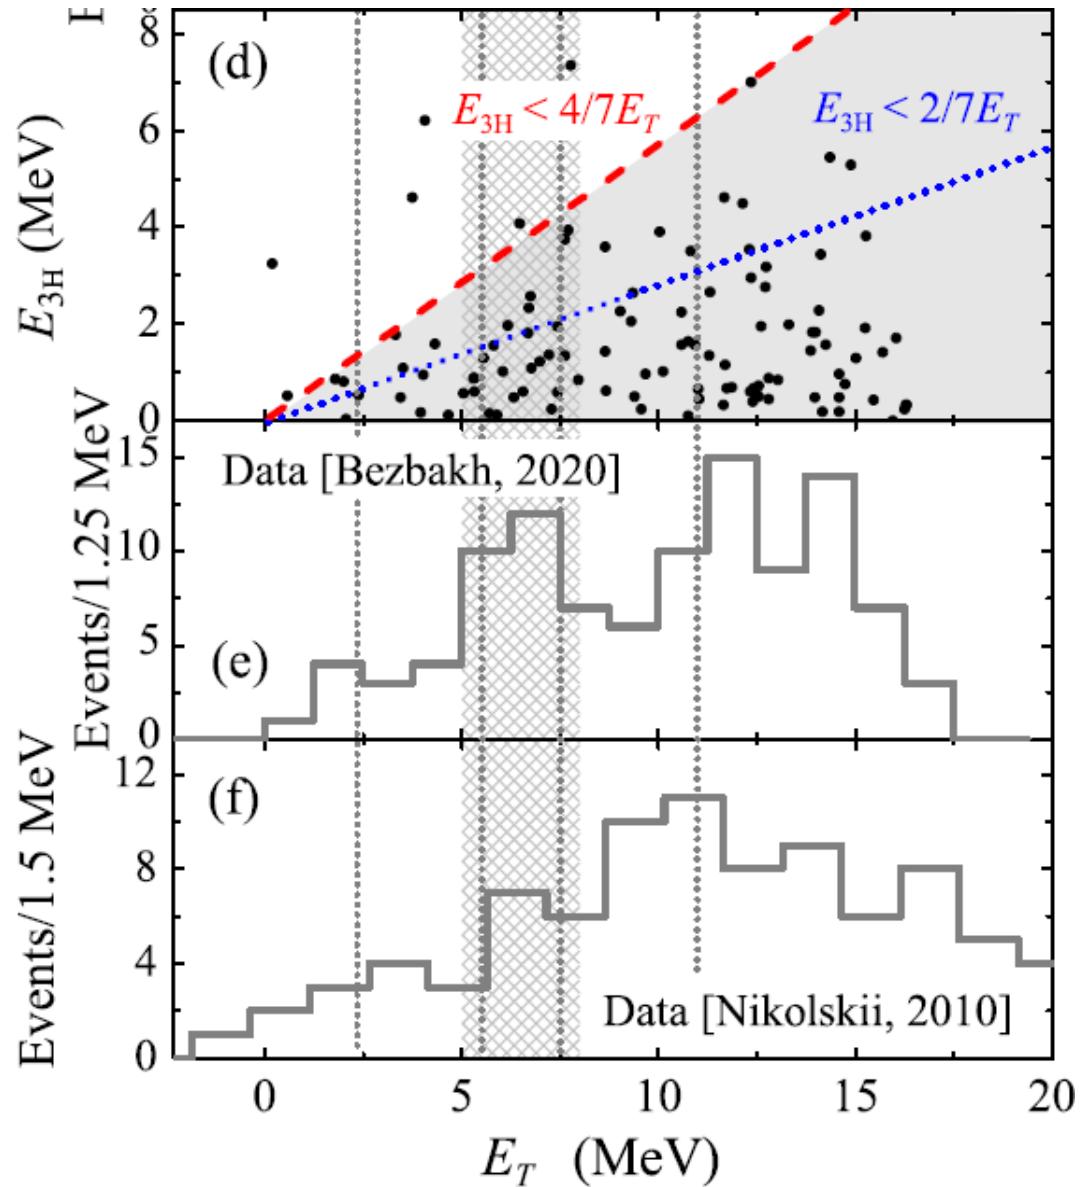 8
(d)
E3H < 4/7ET
E3H < 2/7ET
6
4
2
0
E3H (MeV)
Data [Bezbakh, 2020]
15
10
5
0
(e)
Events/1.25 MeV
12
(f)
8
4
0
Events/1.5 MeV
Data [Nikolskii, 2010]
0 5 10 15 20
ET (MeV)